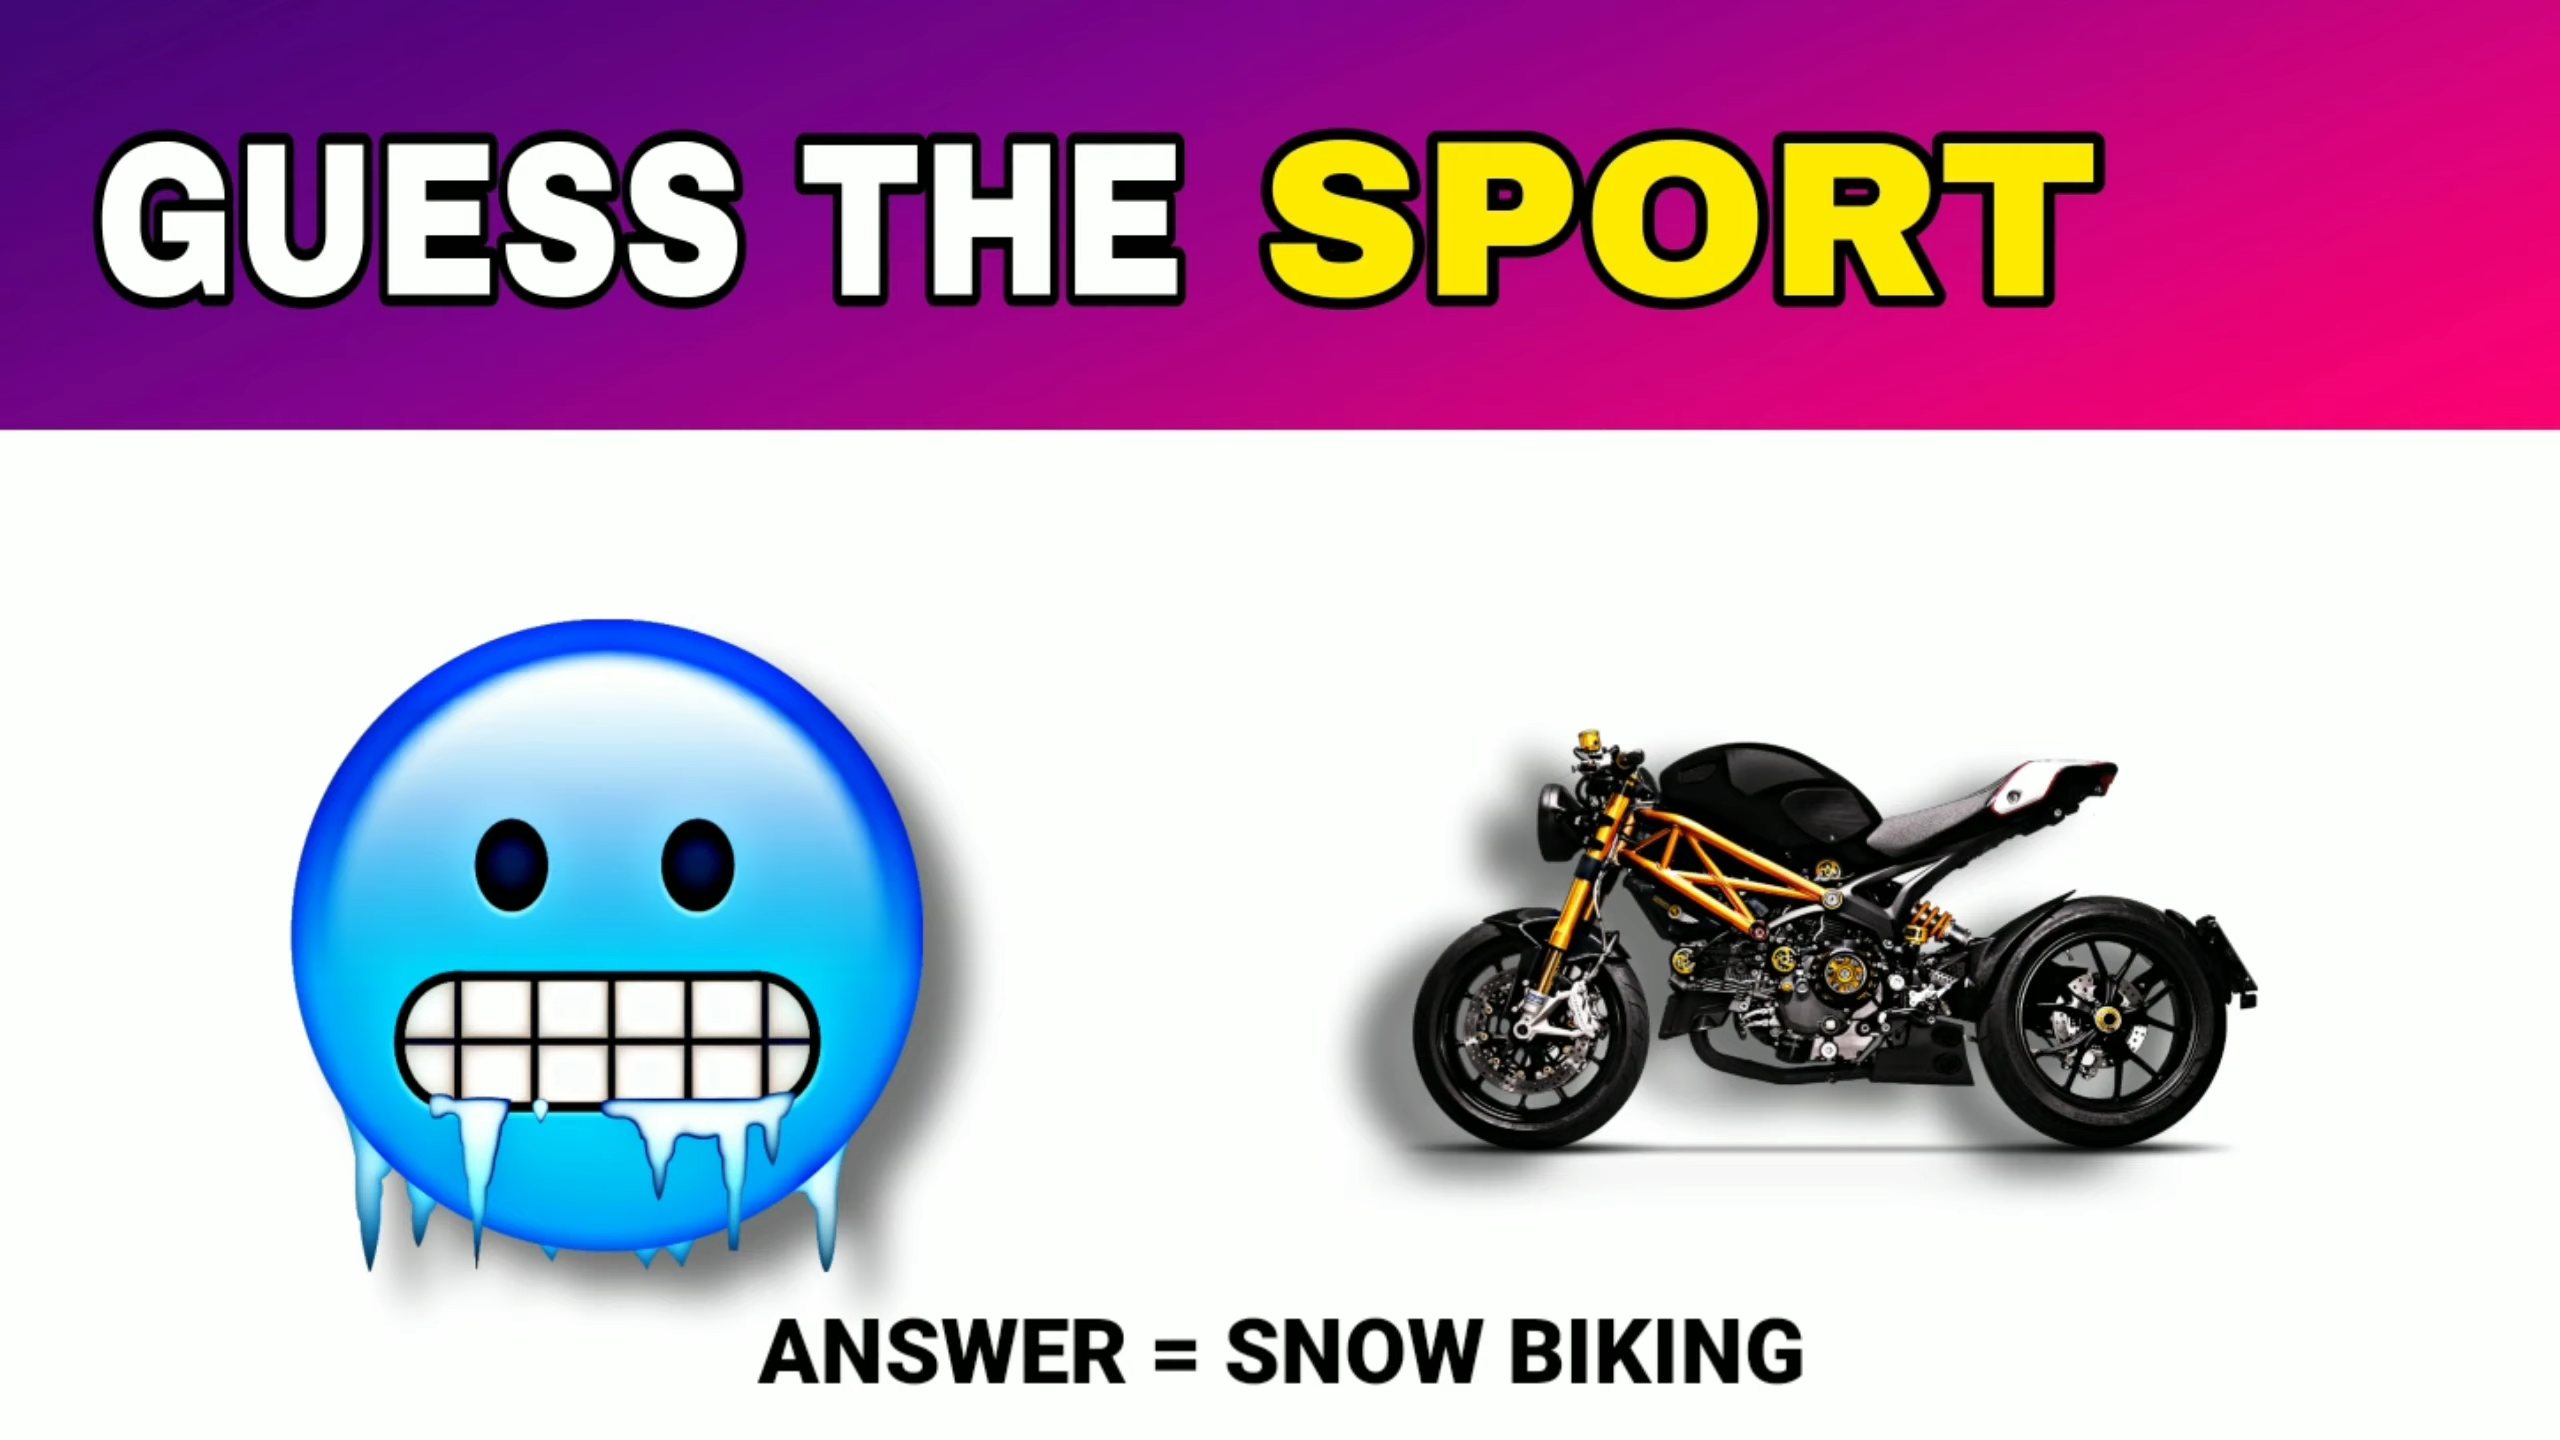 GUESS THE SPORT
ANSWER = SNOW BIKING